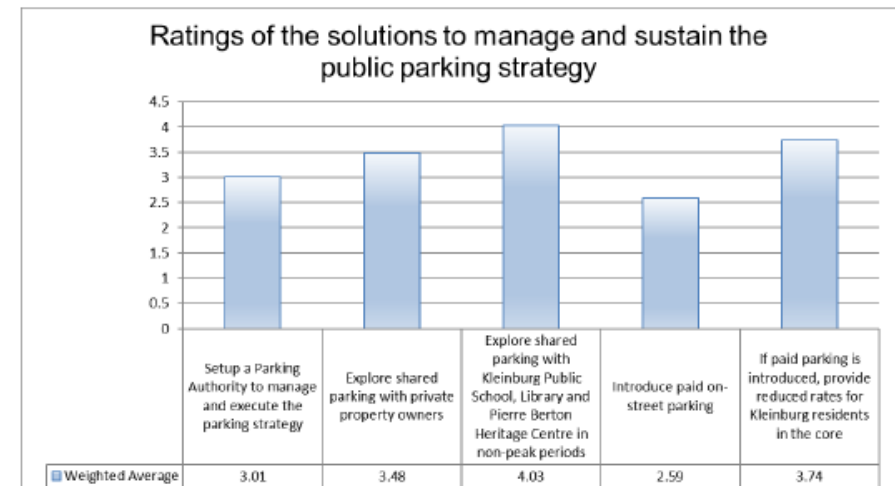 Ratings of the solutions to manage and sustain the
public parking strategy
4.5
4
3.5
3
2.5
2
1.5
1
0.5
0
Setup a Parking
Authority to manage
and execute the
parking strategy
Explore shared
parking with private
property owners
Explore shared
parking with
Kleinburg Public
School, Library and
Pierre Berton
Heritage Centre in
non-peak periods
Introduce paid on-
street parking
If paid parking is
introduced, provide
reduced rates for
Kleinburg residents
in the core
Weighted Average 3.01 3.48 4.03 2.59 3.74